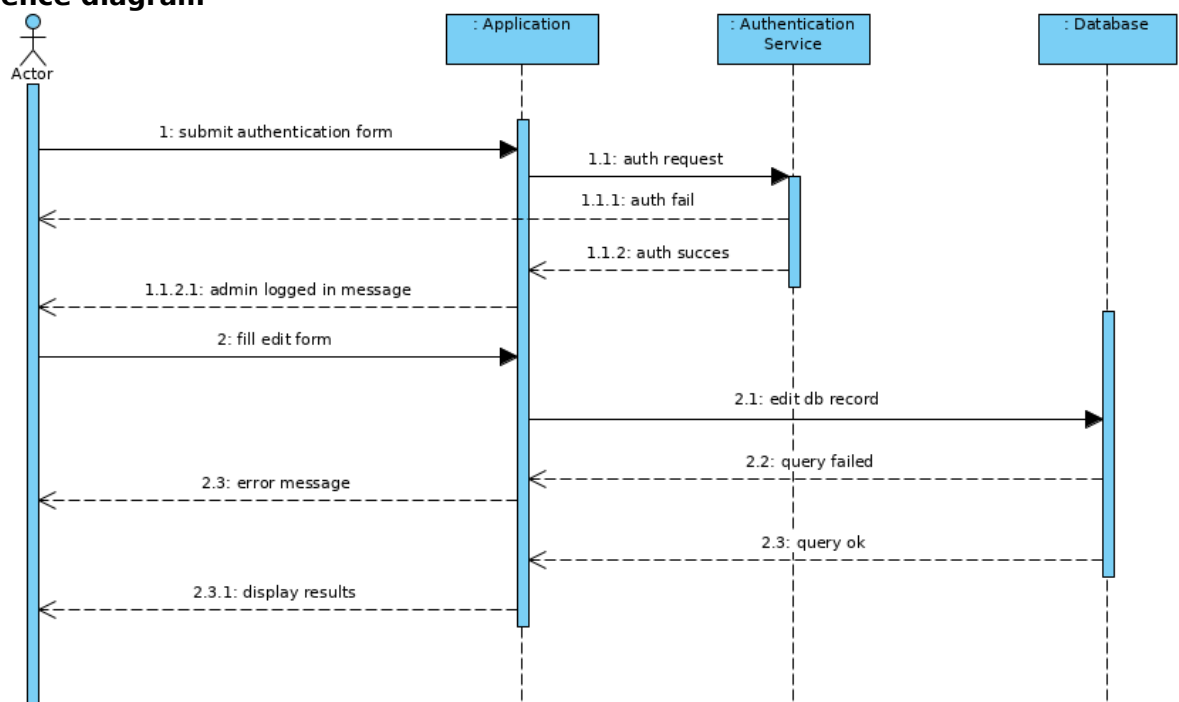 ence diagram
: Application
: Authentication
Service
: Database
Actor
1: submit authentication form
1.1: auth request
1.1.1: auth fail
1.1.2: auth succes
1.1.2.1: admin logged in message
2: fill edit form
2.1: edit db record
2.2: query failed
2.3: error message
2.3: query ok
2.3.1: display results